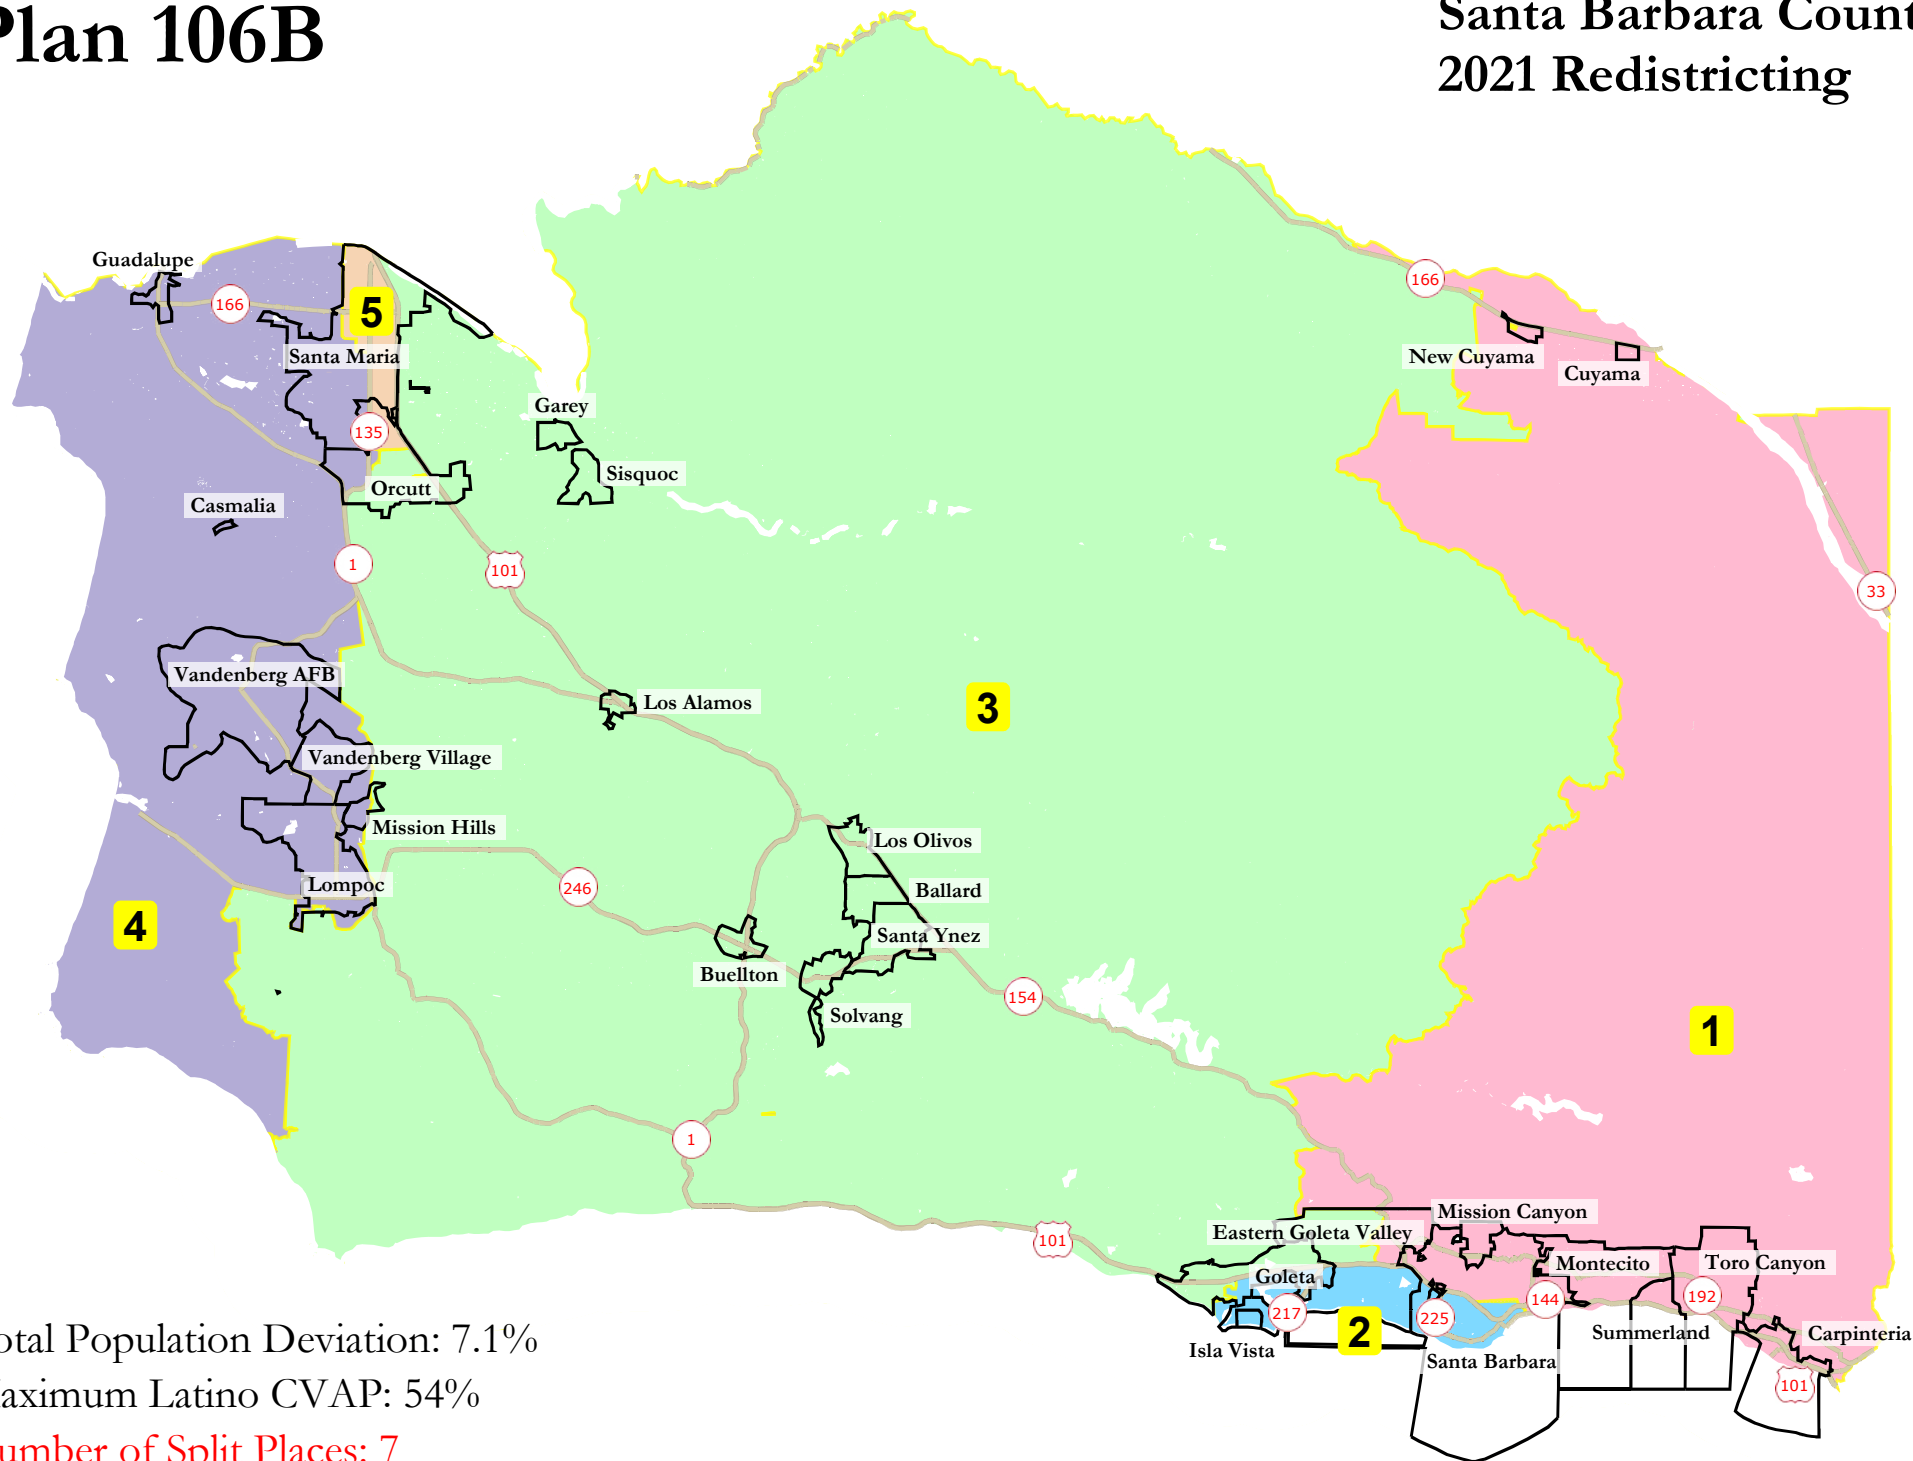 Plan 106B
Santa Barbara Count
2021 Redistricting
Guadalupe
166
5
Santa Maria
135
Orcutt
Garey
Sisquoc
Casmalia
1
101
166
New Cuyama
Cuyama
33
Vandenberg AFB
Los Alamos
3
Vandenberg Village
Mission Hills
Lompoc
4
246
Los Olivos
Ballard
Santa Ynez
Buellton
Solvang
154
1
1
101
Mission Canyon
Eastern Goleta Valley
Goleta
Montecito
Toro Canyon
217
2
225
144
192
Isla Vista
Santa Barbara
Summerland
Carpinteria
101
otal Population Deviation: 7.1%
aximum Latino CVAP: 54%
umber of Split Places: 7